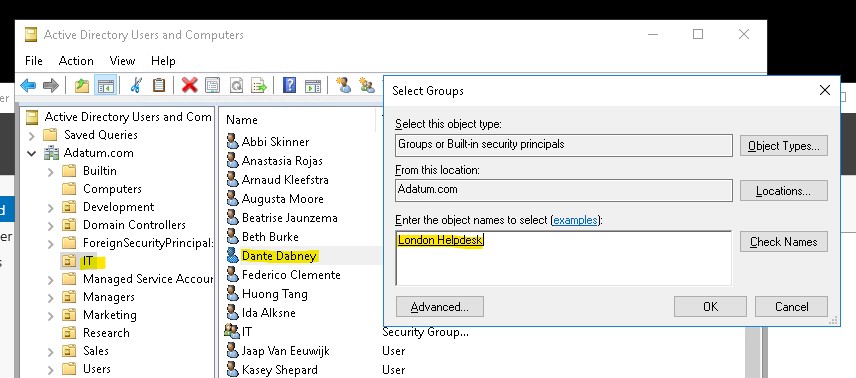 Active Directory Users and Computers
File Action View Help
Active Directory Users and Com
Saved Queries
Adatum.com
Builtin
Computers
Development
Domain Controllers
ForeignSecurityPrincipal:
IT
Managed Service Accour
Managers
Marketing
Research
Sales
Users
Name
Abbi Skinner
Anastasia Rojas
Arnaud Kleefstra
Augusta Moore
Beatrise Jaunzema
Beth Burke
Dante Dabney
Federico Clemente
Huong Tang
Ida Alksne
IT Security Group...
Jaap Van Eeuwijk User
Kasey Shepard User
Select Groups
Select this object type:
Groups or Built-in security principals
Object Types...
From this location:
Adatum.com
Locations...
Enter the object names to select (examples):
London Helpdesk
Check Names
Advanced...
OK
Cancel